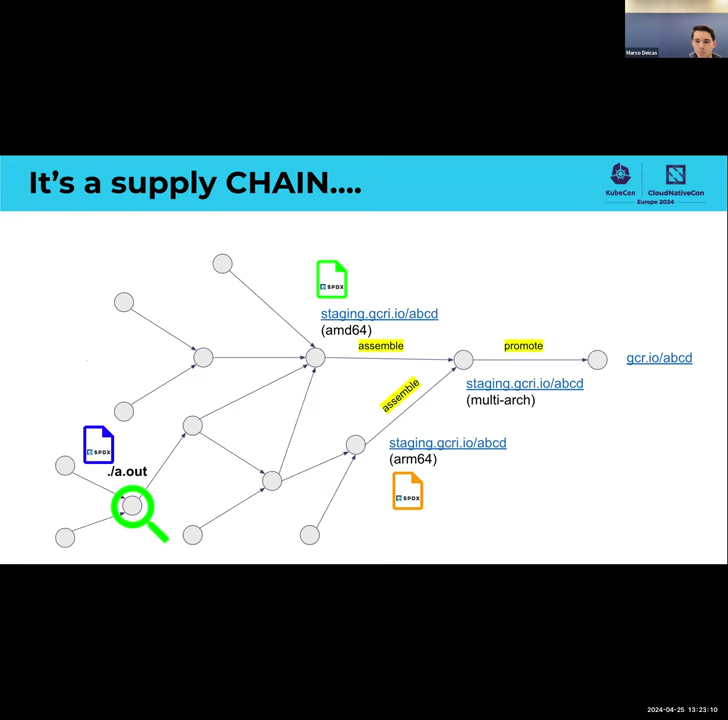 Marco Deicas
It's a supply CHAIN....
KubeCon
CloudNativeCon
Europe 2024
SPDX
staging.gcri.io/abcd
(amd64)
assemble
promote
gcr.io/abcd
staging.gcri.io/abcd
(multi-arch)
assemble
SPDX
./a.out
staging.gcri.io/abcd
(arm64)
SPDX
2024-04-25 13:23:10